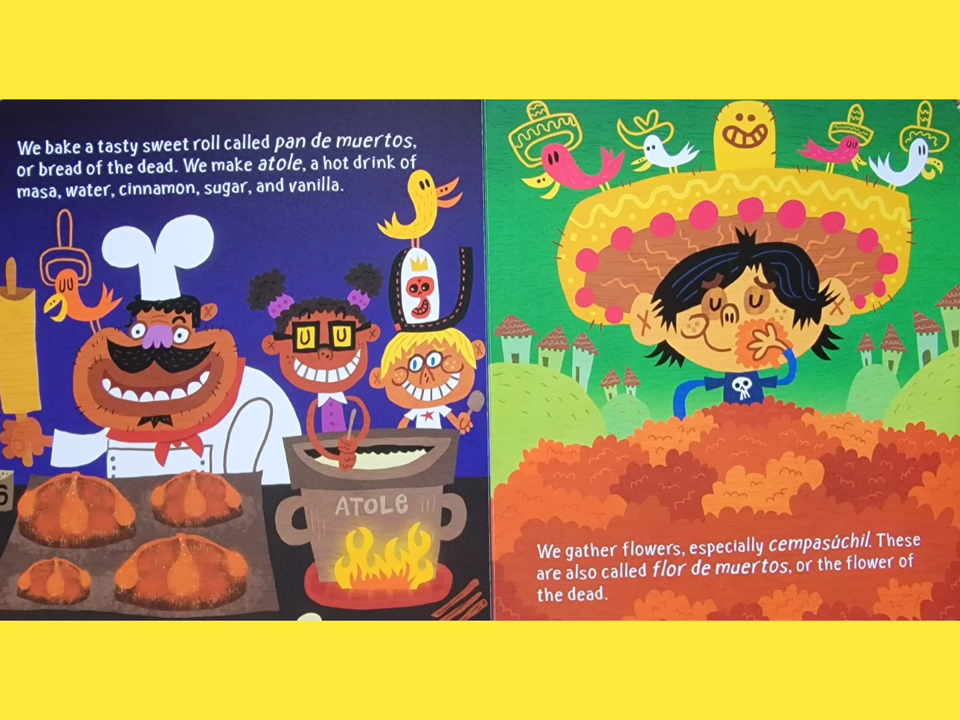 We bake a tasty sweet roll called pan de muertos,
or bread of the dead. We make atole, a hot drink of
masa, water, cinnamon, sugar, and vanilla.
6
ATOLE
We gather flowers, especially cempasúchil. These
are also called flor de muertos, or the flower of
the dead.